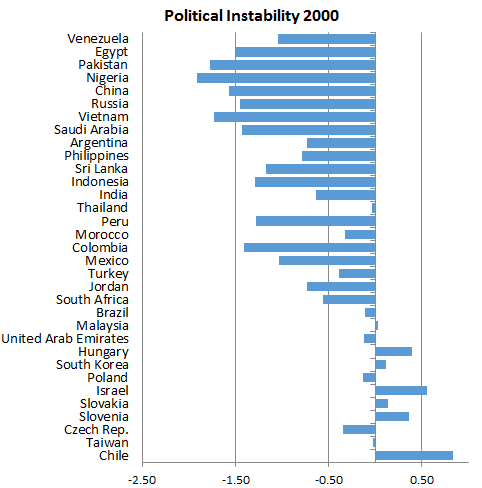 Political Instability 2000
Venezuela
Egypt
Pakistan
Nigeria
China
Russia
Vietnam
Saudi Arabia
Argentina
Philippines
Sri Lanka
Indonesia
India
Thailand
Peru
Morocco
Colombia
Mexico
Turkey
Jordan
South Africa
Brazil
Malaysia
United Arab Emirates
Hungary
South Korea
Poland
Israel
Slovakia
Slovenia
Czech Rep.
Taiwan
Chile
-2.50 -1.50 -0.50 0.50